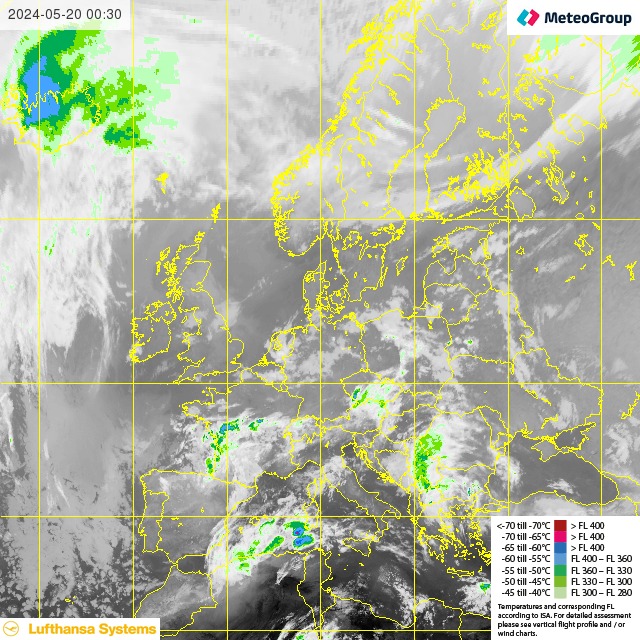 2024-05-20 00:30
MeteoGroup
<-70 till -70°C > FL 400
-70 till -65°C > FL 400
-65 till -60°C > FL 400
-60 till -55°C FL 400 - FL 360
-55 till -50°C FL 360 - FL 330
-50 till -45°C FL 330 - FL 300
-45 till -40°C FL 300 - FL 280
Temperatures and corresponding FL
according to ISA. For detailed assessment
please see vertical flight profile and / or
wind charts.
Lufthansa Systems